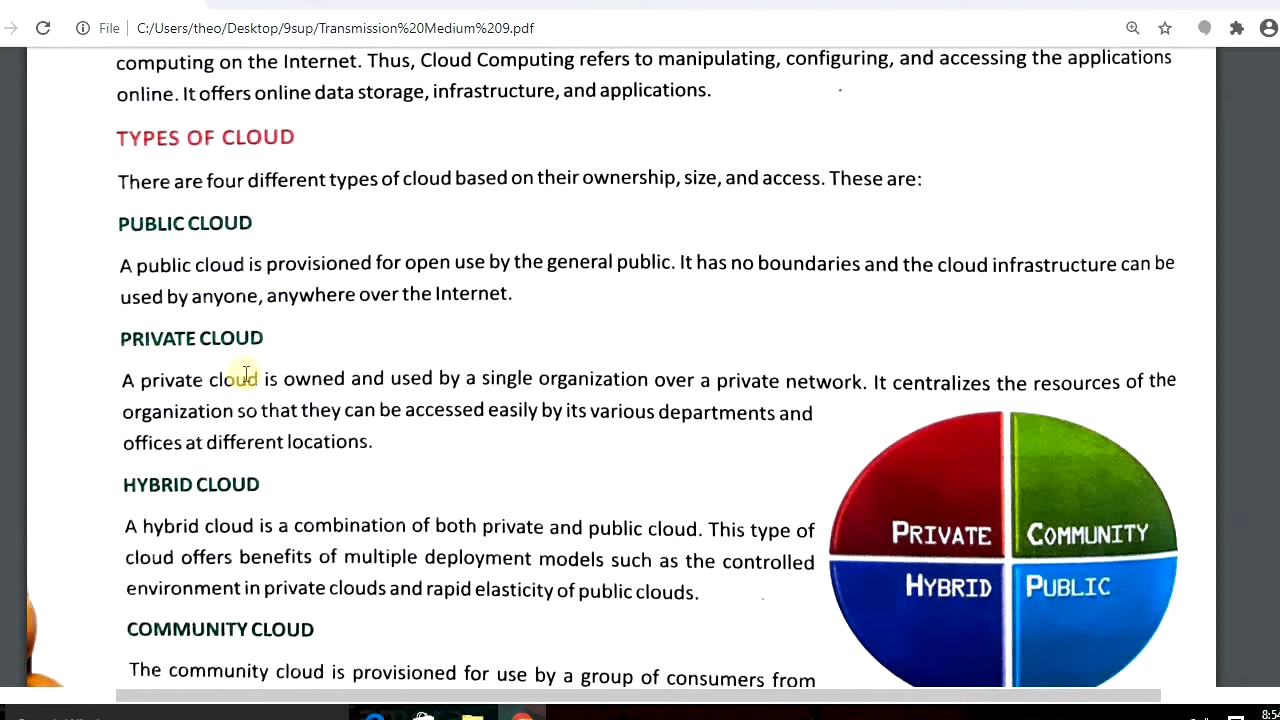 File
C:/Users/theo/Desktop/9sup/Transmission%20Medium%209.pdf
computing on the Internet. Thus, Cloud Computing refers to manipulating, configuring, and accessing the applications
online. It offers online data storage, infrastructure, and applications.
TYPES OF CLOUD
There are four different types of cloud based on their ownership, size, and access. These are:
PUBLIC CLOUD
A public cloud is provisioned for open use by the general public. It has no boundaries and the cloud infrastructure can be
used by anyone, anywhere over the Internet.
PRIVATE CLOUD
A private cloud is owned and used by a single organization over a private network. It centralizes the resources of the
organization so that they can be accessed easily by its various departments and
offices at different locations.
HYBRID CLOUD
A hybrid cloud is a combination of both private and public cloud. This type of
cloud offers benefits of multiple deployment models such as the controlled
environment in private clouds and rapid elasticity of public clouds.
COMMUNITY CLOUD
The community cloud is provisioned for use by a group of consumers from
PRIVATE
COMMUNITY
HYBRID
PUBLIC